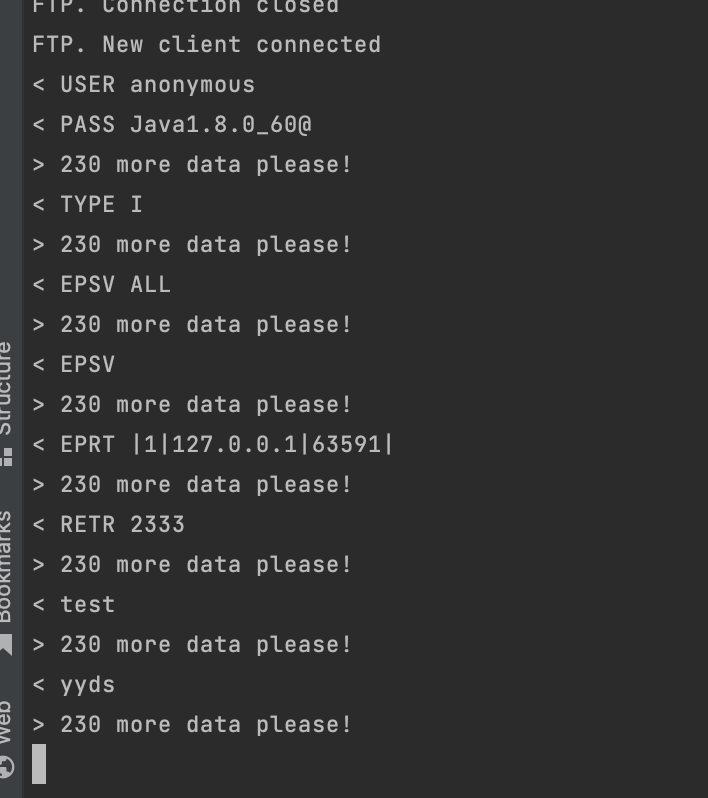 FTP. Connection closed
FTP. New client connected
< USER anonymous
< PASS Java1.8.0_60@
> 230 more data please!
< TYPE I
> 230 more data please!
< EPSV ALL
> 230 more data please!
< EPSV
> 230 more data please!
< EPRT |1|127.0.0.1|63591|
> 230 more data please!
< RETR 2333
> 230 more data please!
< test
> 230 more data please!
< yyds
> 230 more data please!
Structure
Bookmarks
Web